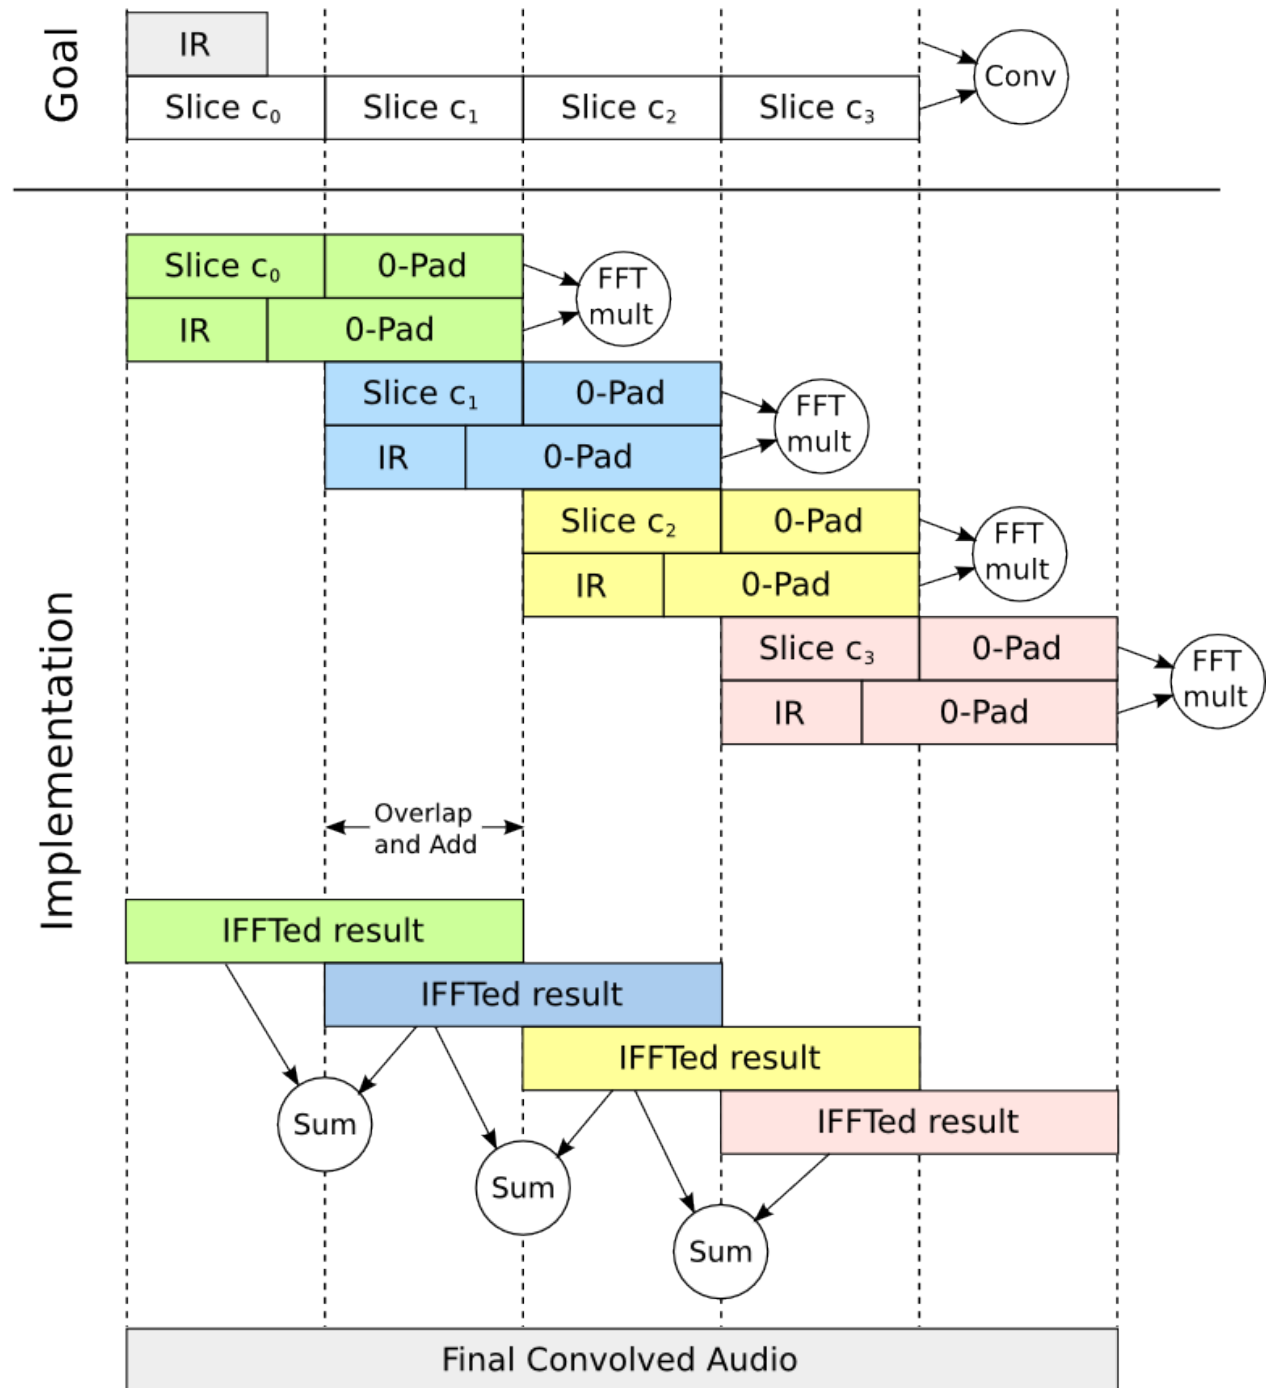 Goal
IR
Slice c₀ Slice c₁ Slice c₂ Slice c₃
Conv
Implementation
Slice c₀ 0-Pad
IR 0-Pad
FFT
mult
Slice c₁ 0-Pad
IR 0-Pad
FFT
mult
Slice c₂ 0-Pad
IR 0-Pad
FFT
mult
Slice c₃ 0-Pad
IR 0-Pad
FFT
mult
Overlap
and Add
IFFTed result
IFFTed result
IFFTed result
IFFTed result
Sum
Sum
Sum
Final Convolved Audio